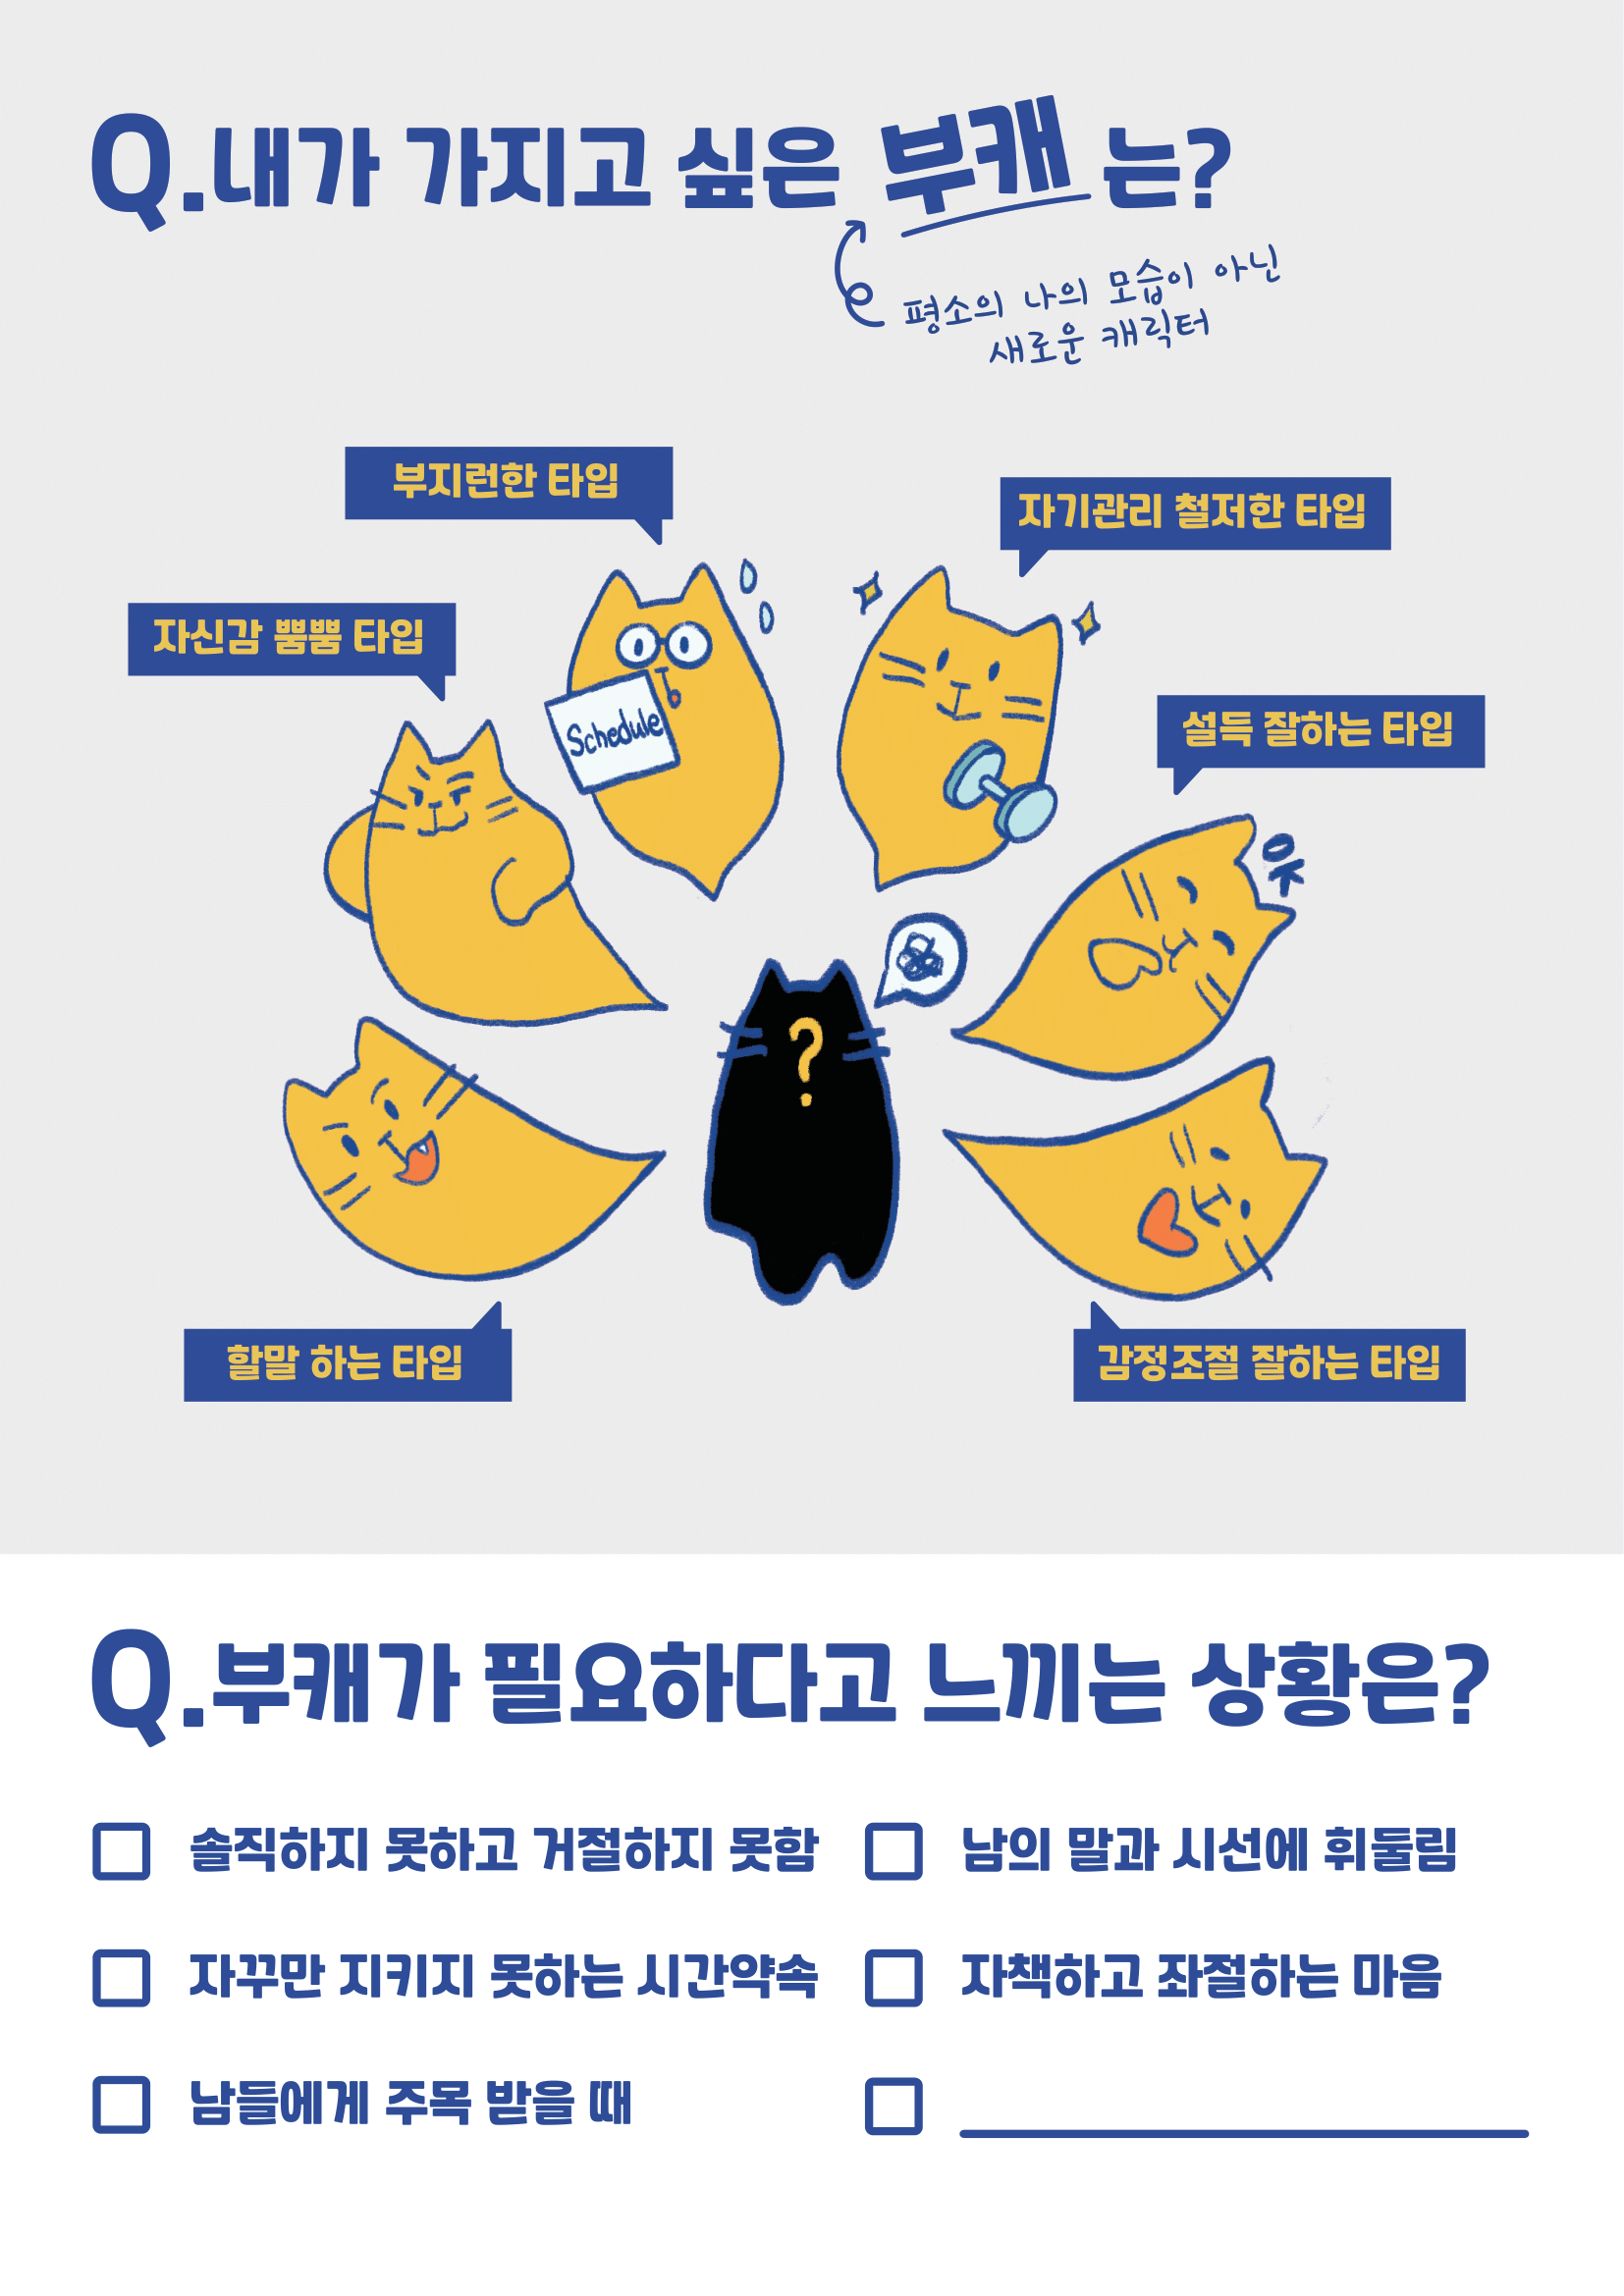 Q.내가 가지고 싶은 부캐는?
평소의 나의 모습이 아닌
새로운 캐릭터
부지런한 타입
자기관리 철저한 타입
자신감 뿜뿜 타입
Schedule
설득 잘하는 타입
OK
?
할말 하는 타입
감정조절 잘하는 타입
Q.부캐가 필요하다고 느끼는 상황은?
솔직하지 못하고 거절하지 못함
남의 말과 시선에 휘둘림
자꾸만 지키지 못하는 시간약속
자책하고 좌절하는 마음
남들에게 주목 받을 때